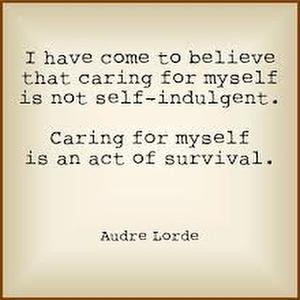 I have come to believe
that caring for myself
is not self-indulgent.
Caring for myself
is an act of survival.
Audre Lorde